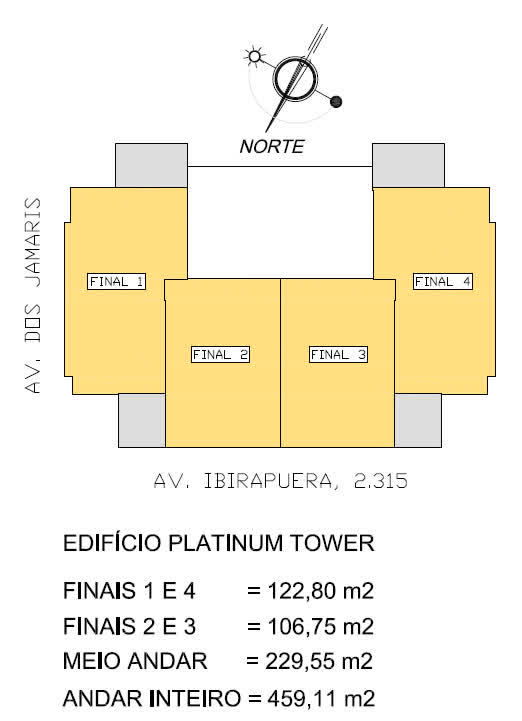 NORTE
AV. DOS JAMARIS
FINAL 1
FINAL 4
FINAL 2
FINAL 3
AV. IBIRAPUERA, 2.315
EDIFÍCIO PLATINUM TOWER
FINAIS 1 E 4 = 122,80 m2
FINAIS 2 E 3 = 106,75 m2
MEIO ANDAR = 229,55 m2
ANDAR INTEIRO = 459,11 m2